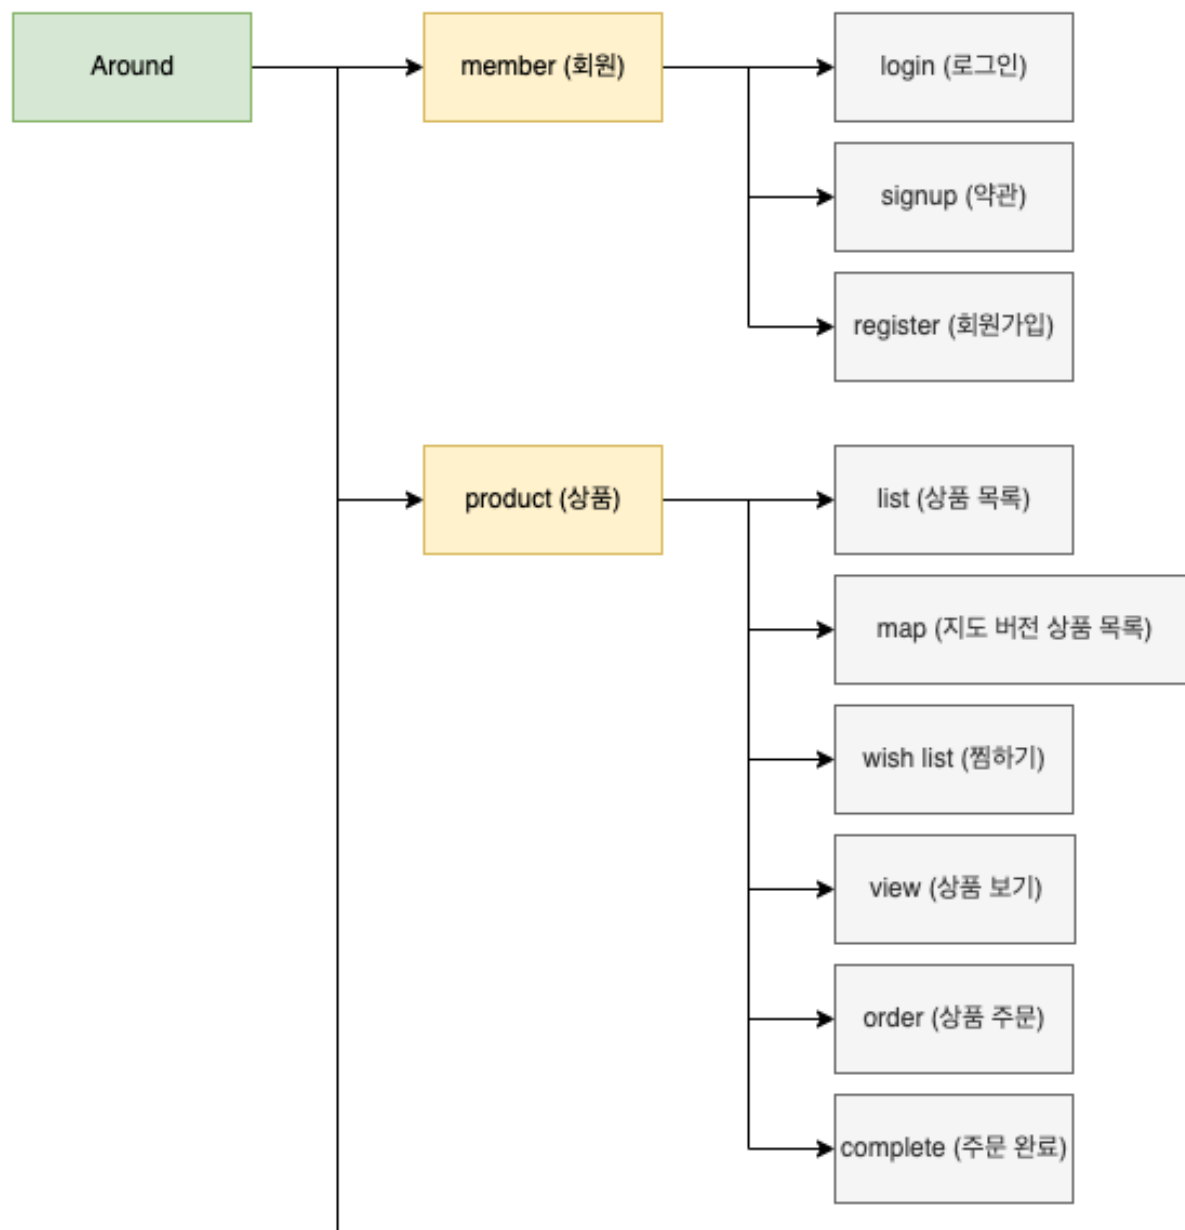 Around
member (회원)
login (로그인)
signup (약관)
register (회원가입)
product (상품)
list (상품 목록)
map (지도 버전 상품 목록)
wish list (찜하기)
view (상품 보기)
order (상품 주문)
complete (주문 완료)